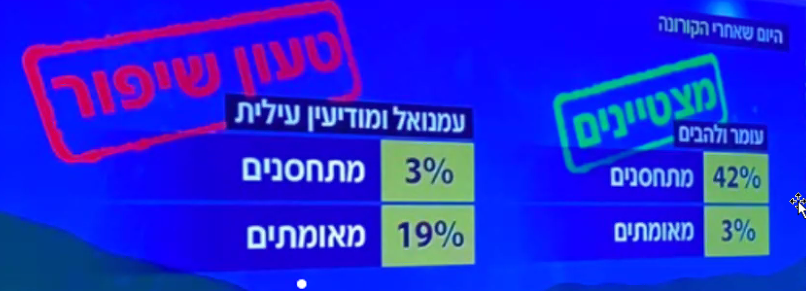 היום שאחרי הקורונה
מצטיינים
עומר ולהבים
42% מתחסנים
3% מאומתים
טעון שיפור
עמנואל ומודיעין עילית
3% מתחסנים
19% מאומתים